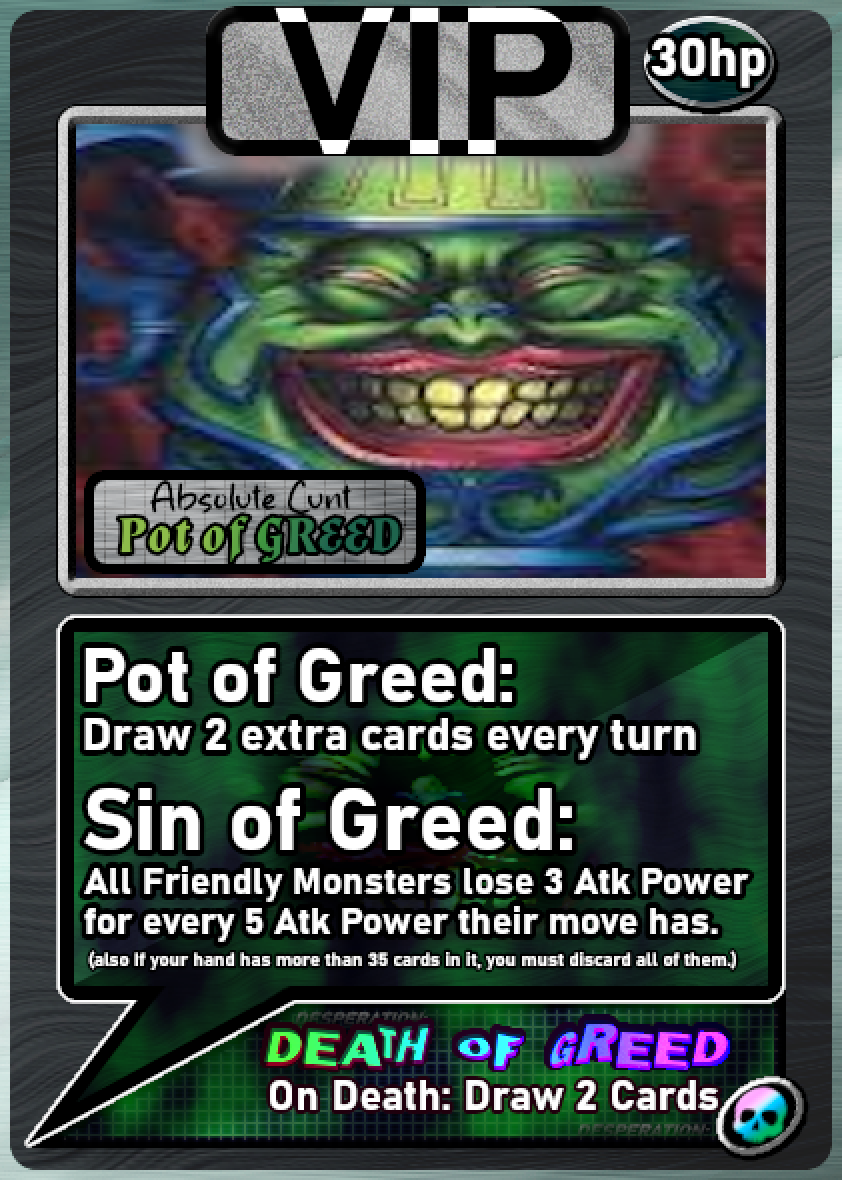 VIP
30hp
Absolute Cunt
Pot of GREED
Pot of Greed:
Draw 2 extra cards every turn
Sin of Greed:
All Friendly Monsters lose 3 Atk Power
for every 5 Atk Power their move has.
(also if your hand has more than 35 cards in it, you must discard all of them.)
DESPERATION:
DEATH OF GREED
On Death: Draw 2 Cards
DESPERATION: